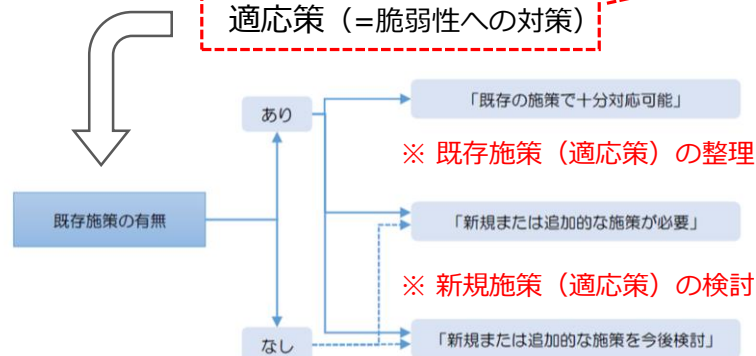 適応策（=脆弱性への対策）
あり
「既存の施策で十分対応可能」
※ 既存施策（適応策）の整理
既存施策の有無
「新規または追加的な施策が必要」
※ 新規施策（適応策）の検討
なし
「新規または追加的な施策を今後検討」